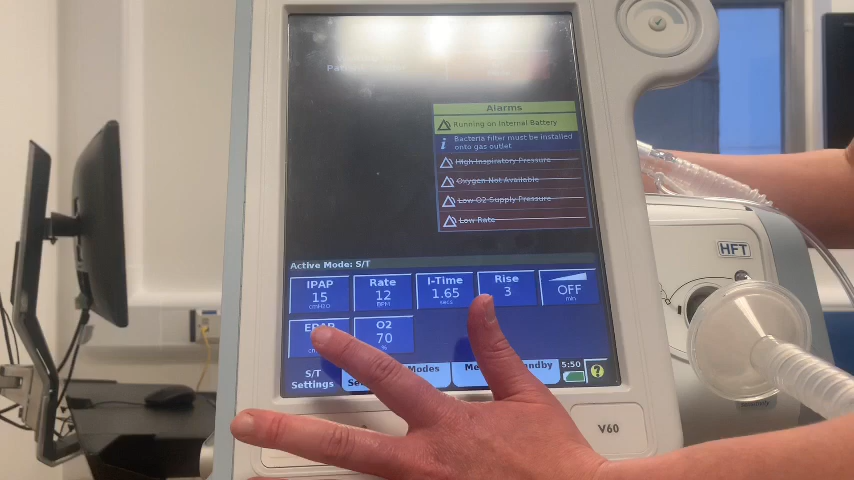 Alarms
Running on Internal Battery
i Bacteria filter must be installed
onto gas outlet
High Inspiratory Pressure
Oxygen Not Available
Low O2 Supply Pressure
Low Rate
Active Mode: S/T
IPAP Rate I-Time Rise
15 12 1.65 3 OFF
cmH2O BPM secs min
EPAP O2
70
%
S/T
Settings
Modes
Standby
5:50
?
V60
HFT